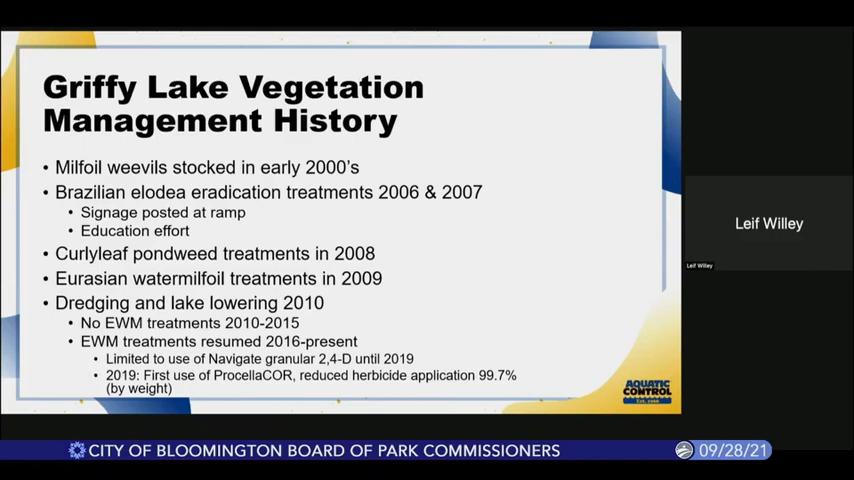 Griffy Lake Vegetation
Management History
• Milfoil weevils stocked in early 2000's
• Brazilian elodea eradication treatments 2006 & 2007
• Signage posted at ramp
• Education effort
• Curlyleaf pondweed treatments in 2008
• Eurasian watermilfoil treatments in 2009
• Dredging and lake lowering 2010
• No EWM treatments 2010-2015
• EWM treatments resumed 2016-present
• Limited to use of Navigate granular 2,4-D until 2019
• 2019: First use of ProcellaCOR, reduced herbicide application 99.7%
(by weight)
AQUATIC
CONTROL
Est. 1966
Leif Willey
Leif Willey
CITY OF BLOOMINGTON BOARD OF PARK COMMISSIONERS
09/28/21